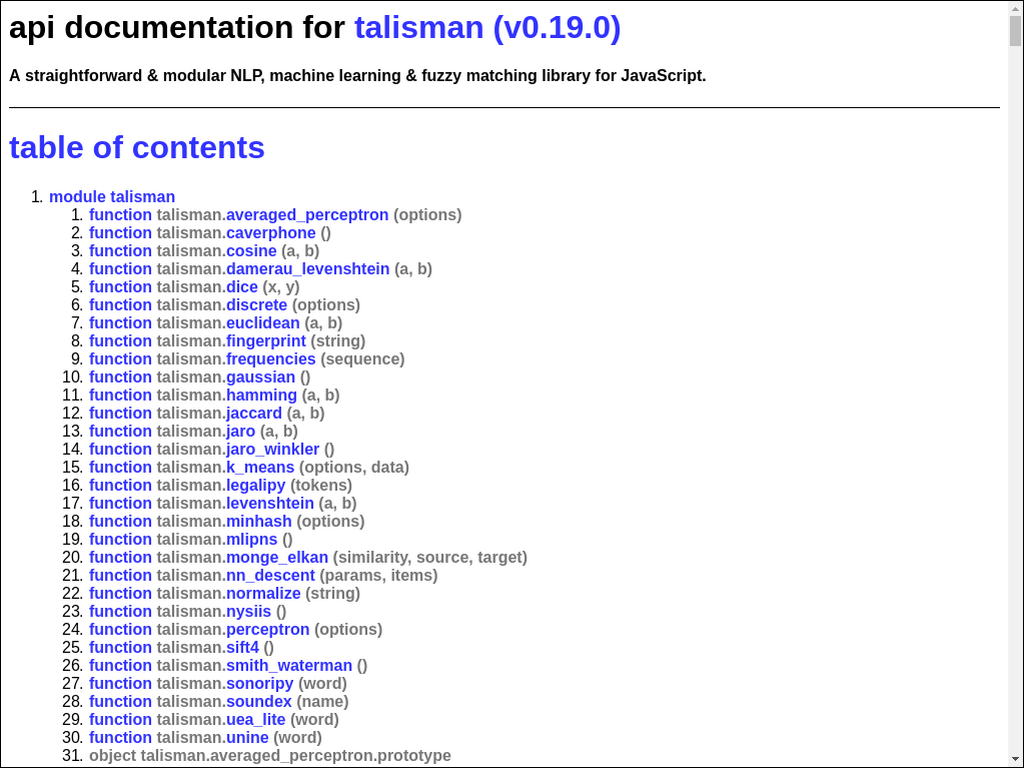 api documentation for talisman (v0.19.0)
A straightforward & modular NLP, machine learning & fuzzy matching library for JavaScript.
table of contents
1. module talisman
1. function talisman.averaged_perceptron (options)
2. function talisman.caverphone ()
3. function talisman.cosine (a, b)
4. function talisman.damerau_levenshtein (a, b)
5. function talisman.dice (x, y)
6. function talisman.discrete (options)
7. function talisman.euclidean (a, b)
8. function talisman.fingerprint (string)
9. function talisman.frequencies (sequence)
10. function talisman.gaussian ()
11. function talisman.hamming (a, b)
12. function talisman.jaccard (a, b)
13. function talisman.jaro (a, b)
14. function talisman.jaro_winkler ()
15. function talisman.k_means (options, data)
16. function talisman.legalipy (tokens)
17. function talisman.levenshtein (a, b)
18. function talisman.minhash (options)
19. function talisman.mlipns ()
20. function talisman.monge_elkan (similarity, source, target)
21. function talisman.nn_descent (params, items)
22. function talisman.normalize (string)
23. function talisman.nysiis ()
24. function talisman.perceptron (options)
25. function talisman.sift4 ()
26. function talisman.smith_waterman ()
27. function talisman.sonoripy (word)
28. function talisman.soundex (name)
29. function talisman.uea_lite (word)
30. function talisman.unine (word)
31. object talisman.averaged_perceptron.prototype